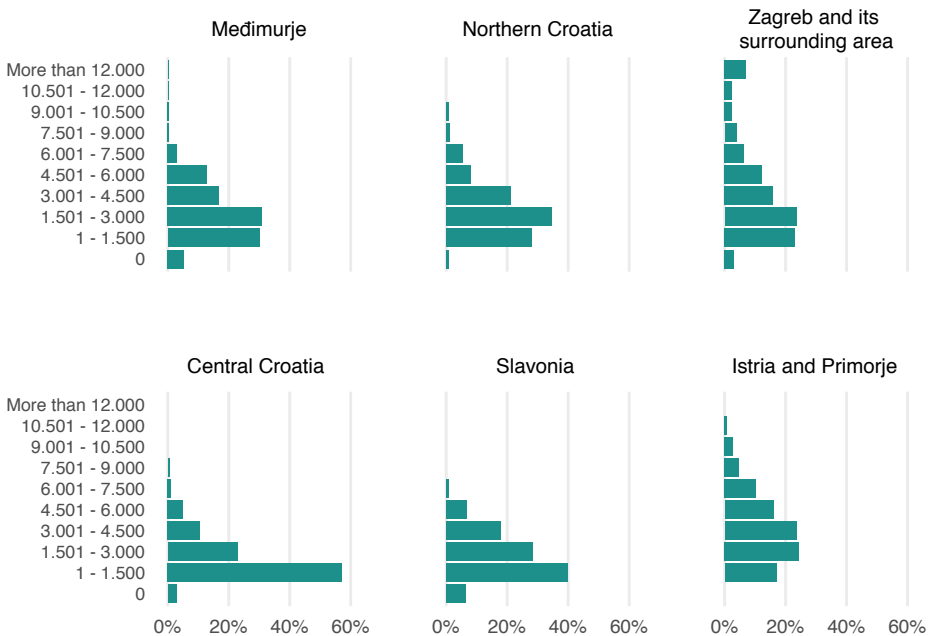 Međimurje
Northern Croatia
Zagreb and its
surrounding area
More than 12.000
10.501 - 12.000
9.001 - 10.500
7.501 - 9.000
6.001 - 7.500
4.501 - 6.000
3.001 - 4.500
1.501 - 3.000
1 - 1.500
0
0%
20%
40%
60%
0%
20%
40%
60%
0%
20%
40%
60%
Central Croatia
Slavonia
Istria and Primorje
More than 12.000
10.501 - 12.000
9.001 - 10.500
7.501 - 9.000
6.001 - 7.500
4.501 - 6.000
3.001 - 4.500
1.501 - 3.000
1 - 1.500
0